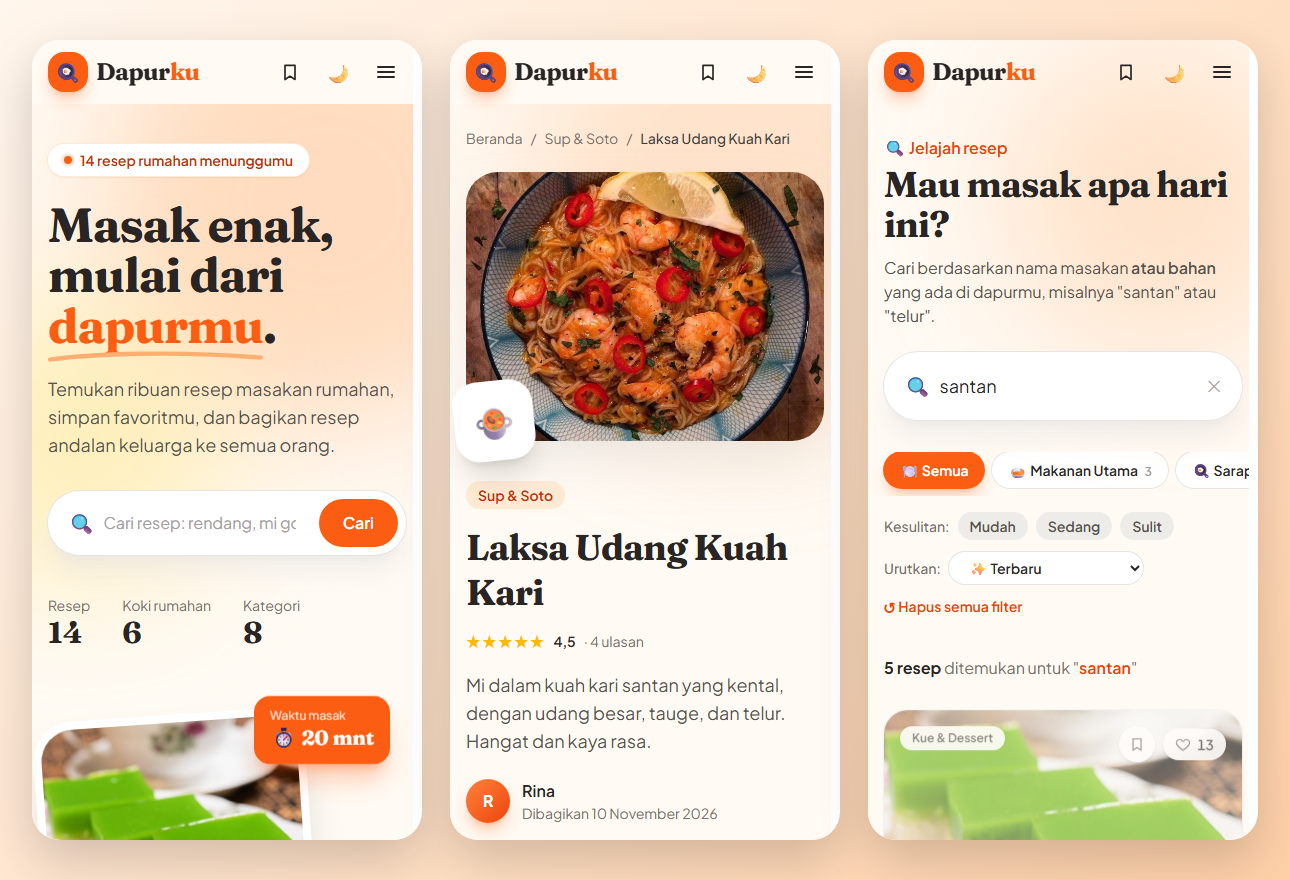 Dapurku
14 resep rumahan menunggumu
Masak enak,
mulai dari
dapurmu.
Temukan ribuan resep masakan rumahan,
simpan favoritmu, dan bagikan resep
andalan keluarga ke semua orang.
Cari resep: rendang, mi go
Cari
Resep
14
Koki rumahan
6
Kategori
8
Waktu masak
20 mnt
Dapurku
Beranda / Sup & Soto / Laksa Udang Kuah Kari
Sup & Soto
Laksa Udang Kuah
Kari
★★★★★ 4,5 · 4 ulasan
Mi dalam kuah kari santan yang kental,
dengan udang besar, tauge, dan telur.
Hangat dan kaya rasa.
R
Rina
Dibagikan 10 November 2026
Dapurku
Jelajah resep
Mau masak apa hari
ini?
Cari berdasarkan nama masakan atau bahan
yang ada di dapurmu, misalnya "santan" atau
"telur".
santan
Semua
Makanan Utama 3
Sarap
Kesulitan: Mudah Sedang Sulit
Urutkan: Terbaru
↺ Hapus semua filter
5 resep ditemukan untuk "santan"
Kue & Dessert
13